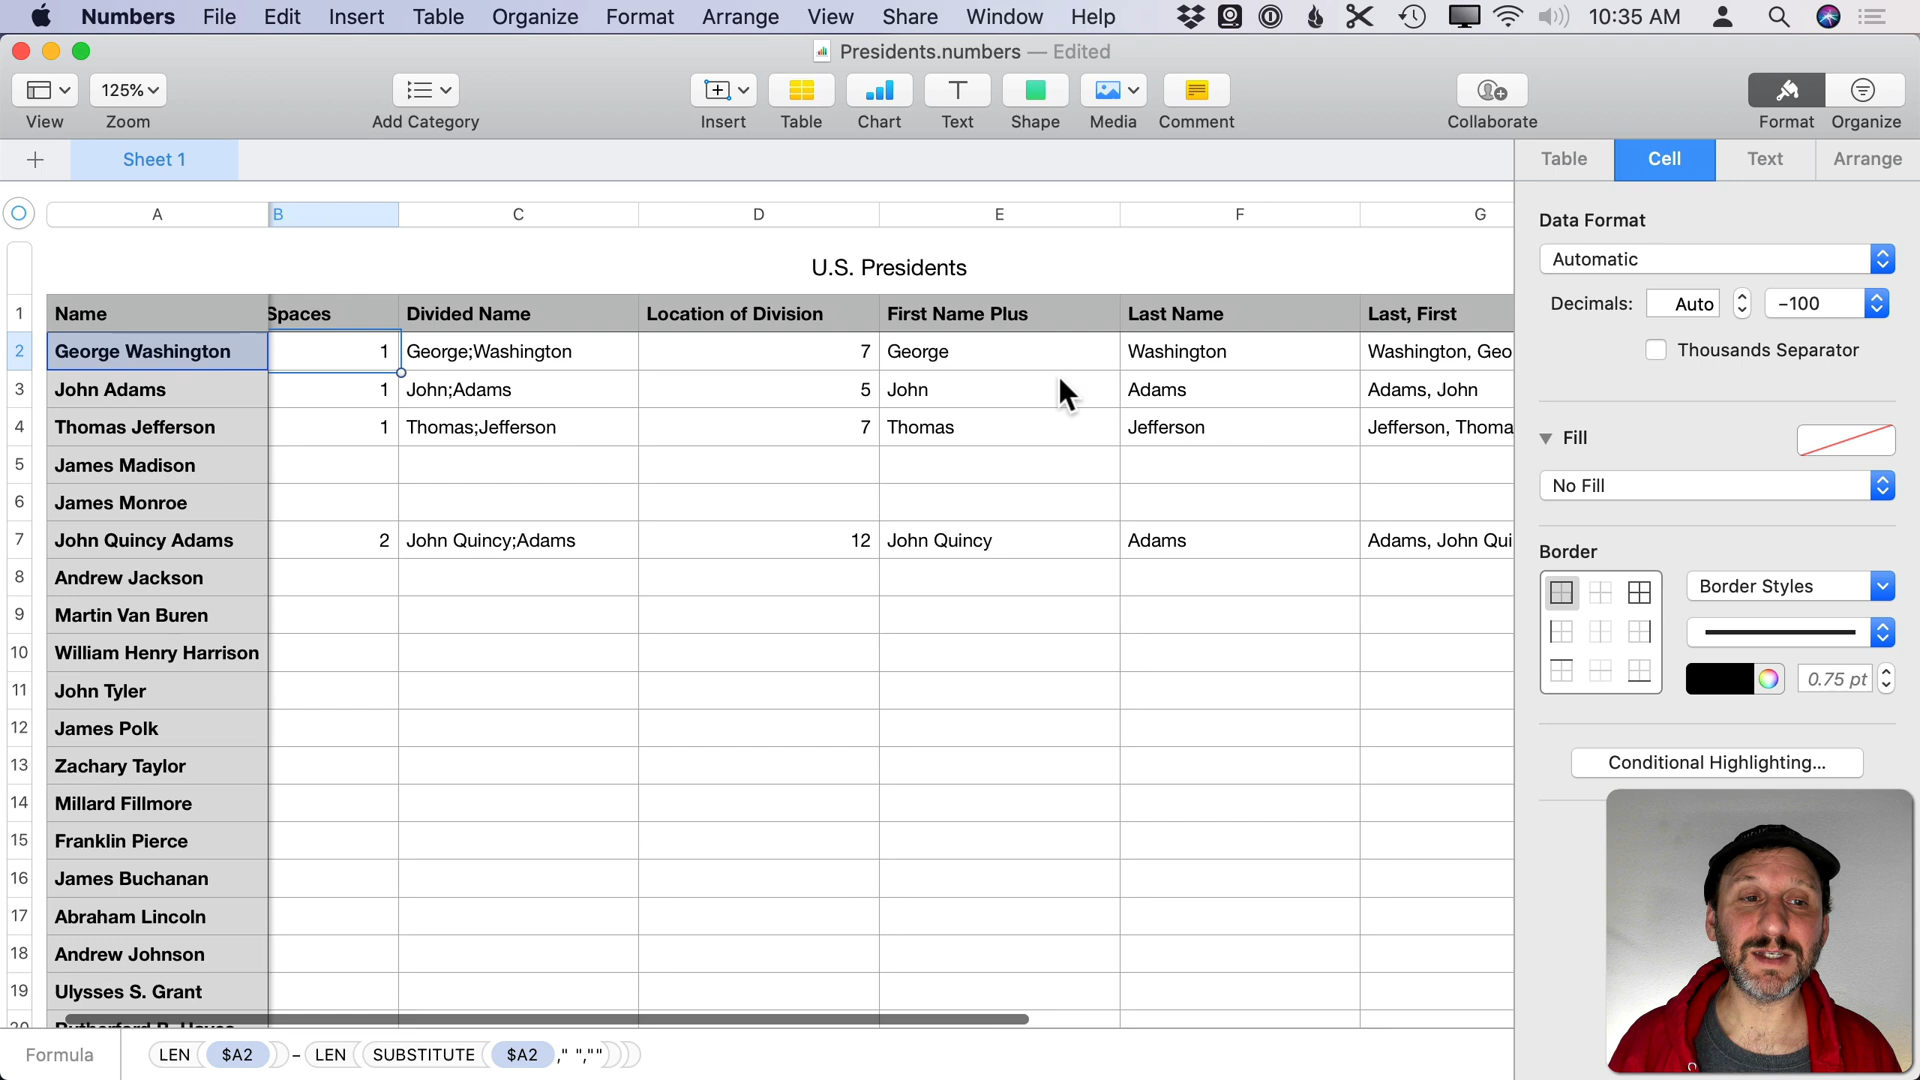 Numbers File Edit Insert Table Organize Format Arrange View Share Window Help 10:35 AM
Presidents.numbers — Edited
125%
View Zoom Add Category Insert Table Chart Text Shape Media Comment Collaborate Format Organize
Sheet 1
Table Cell Text Arrange
A B C D E F G
U.S. Presidents
1 Name Spaces Divided Name Location of Division First Name Plus Last Name Last, First
2 George Washington 1 George;Washington 7 George Washington Washington, Geo
3 John Adams 1 John;Adams 5 John Adams Adams, John
4 Thomas Jefferson 1 Thomas;Jefferson 7 Thomas Jefferson Jefferson, Thoma
5 James Madison
6 James Monroe
7 John Quincy Adams 2 John Quincy;Adams 12 John Quincy Adams Adams, John Qui
8 Andrew Jackson
9 Martin Van Buren
10 William Henry Harrison
11 John Tyler
12 James Polk
13 Zachary Taylor
14 Millard Fillmore
15 Franklin Pierce
16 James Buchanan
17 Abraham Lincoln
18 Andrew Johnson
19 Ulysses S. Grant
Formula LEN ( $A2 ) – LEN ( SUBSTITUTE ( $A2 ," ","" ) )
Data Format
Automatic
Decimals: Auto –100
Thousands Separator
Fill
No Fill
Border
Border Styles
0.75 pt
Conditional Highlighting...